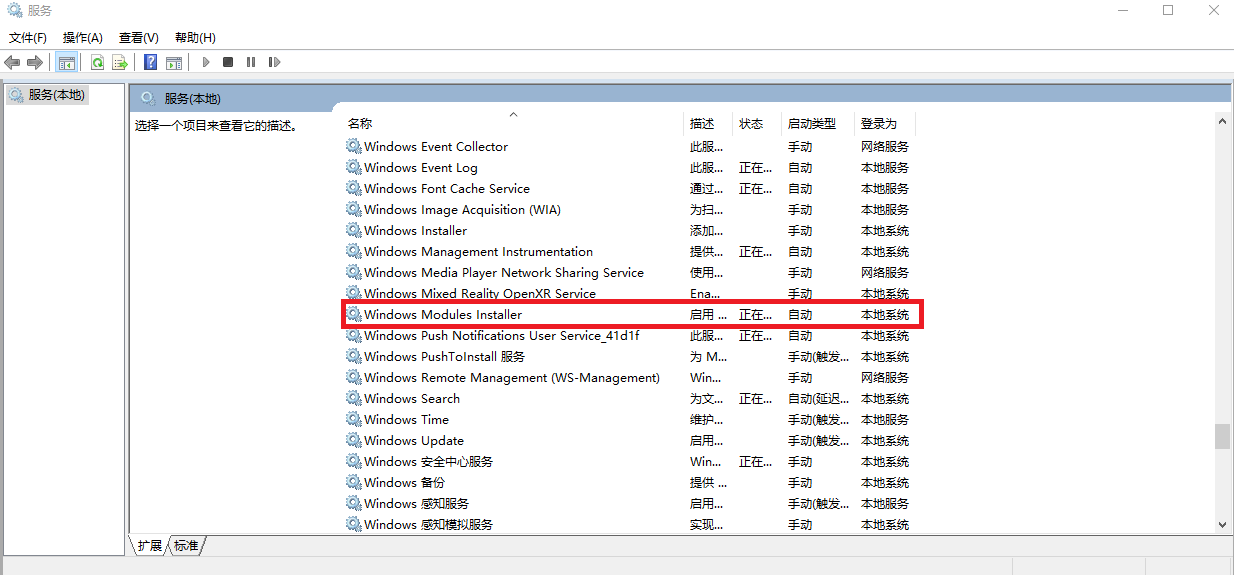 服务
文件(F) 操作(A) 查看(V) 帮助(H)
服务(本地)
服务(本地)
选择一个项目来查看它的描述。
名称 描述 状态 启动类型 登录为
Windows Event Collector 此服... 手动 网络服务
Windows Event Log 此服... 正在... 自动 本地服务
Windows Font Cache Service 通过... 正在... 自动 本地服务
Windows Image Acquisition (WIA) 为扫... 手动 本地服务
Windows Installer 添加... 手动 本地系统
Windows Management Instrumentation 提供... 正在... 自动 本地系统
Windows Media Player Network Sharing Service 使用... 手动 网络服务
Windows Mixed Reality OpenXR Service Ena... 手动 本地系统
Windows Modules Installer 启用 ... 正在... 自动 本地系统
Windows Push Notifications User Service_41d1f 此服... 正在... 自动 本地系统
Windows PushToInstall 服务 为 M... 手动(触发... 本地系统
Windows Remote Management (WS-Management) Win... 手动 网络服务
Windows Search 为文... 正在... 自动(延迟... 本地系统
Windows Time 维护... 手动(触发... 本地服务
Windows Update 启用... 手动(触发... 本地系统
Windows 安全中心服务 Win... 正在... 手动 本地系统
Windows 备份 提供 ... 手动 本地系统
Windows 感知服务 启用... 手动(触发... 本地服务
Windows 感知模拟服务 实现... 手动 本地系统
扩展 标准